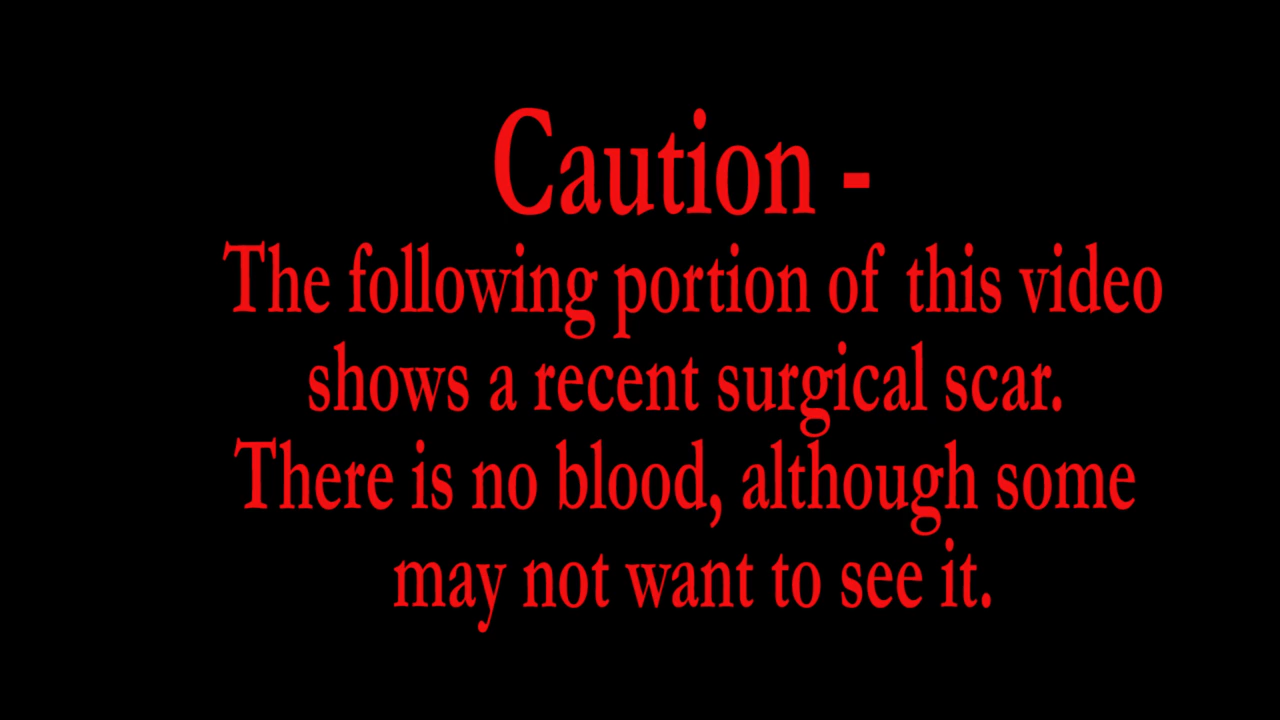 Caution -
The following portion of this video
shows a recent surgical scar.
There is no blood, although some
may not want to see it.